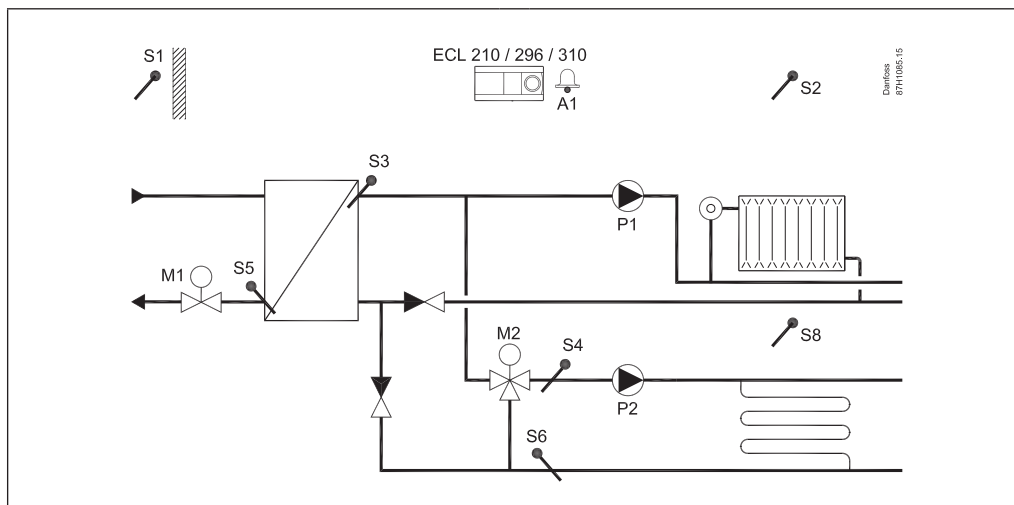 S1
ECL 210 / 296 / 310
A1
S2
Danfoss
87H1085.15
S3
P1
M1
S5
S8
M2
S4
P2
S6